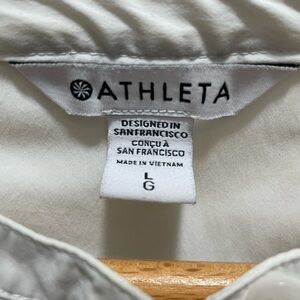 ATHLETA
DESIGNED IN
SAN FRANCISCO
CONÇU À
SAN FRANCISCO
MADE IN VIETNAM
L
G